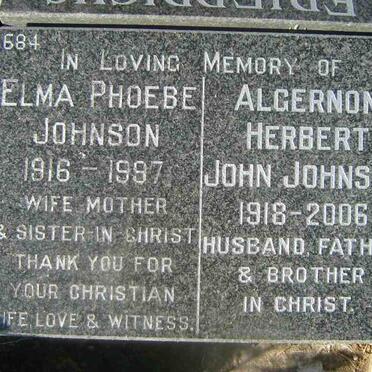 FRIEDRICHS
684
IN LOVING MEMORY OF
ELMA PHOEBE
JOHNSON
1916 - 1997
WIFE MOTHER
& SISTER-IN-CHRIST
THANK YOU FOR
YOUR CHRISTIAN
LIFE, LOVE & WITNESS.
ALGERNON
HERBERT
JOHN JOHNS
1918-2006
HUSBAND, FATH
& BROTHER
IN CHRIST.